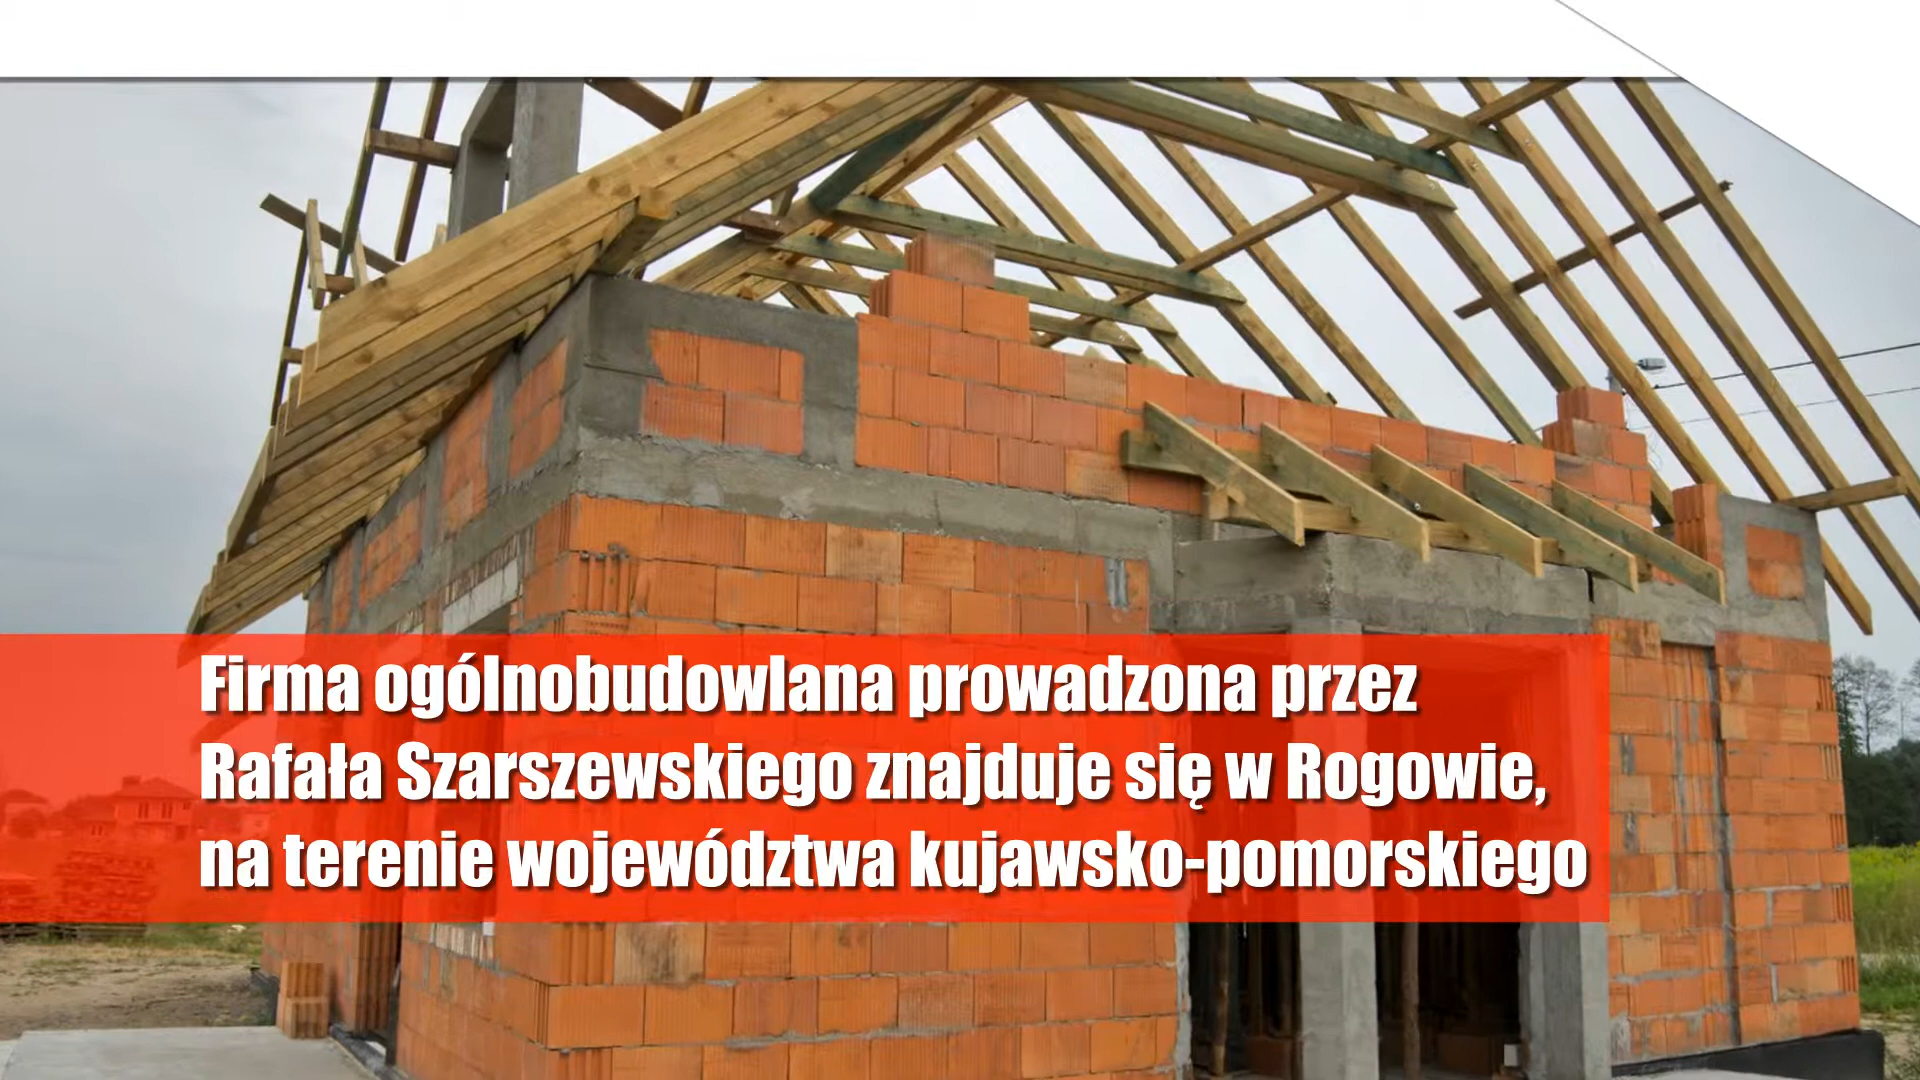 Firma ogólnobudowlana prowadzona przez
Rafała Szarszewskiego znajduje się w Rogowie,
na terenie województwa kujawsko-pomorskiego